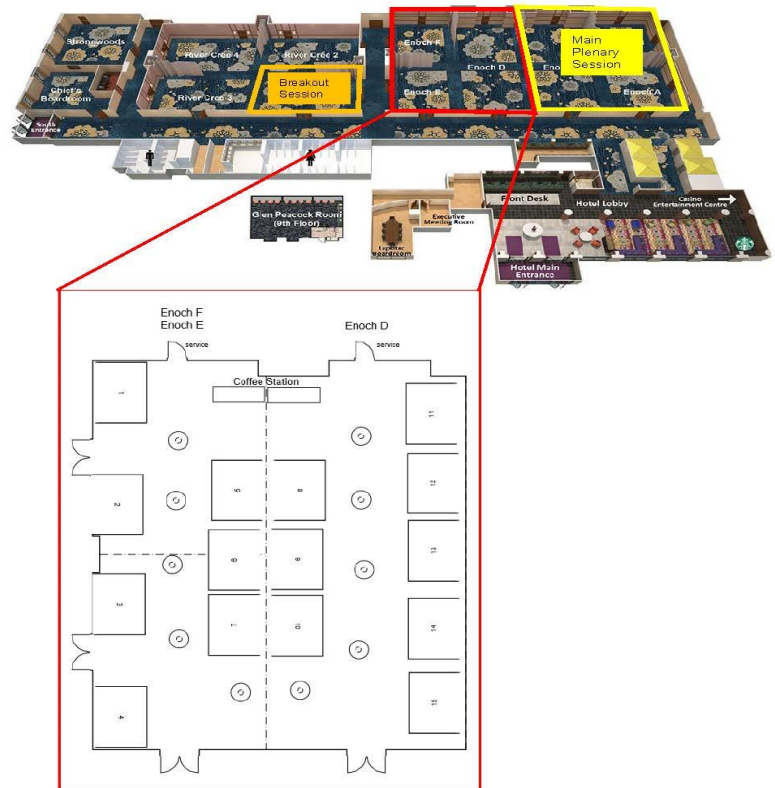 Stonewoods
River Cree 4
River Cree 2
Enoch F
Enoch D
Main
Plenary
Session
Chief's
Boardroom
River Cree 3
Breakout
Session
Enoch E
Enoch A
South
Entrance
Glen Peacock Room
(9th Floor)
Executive
Meeting Room
Boardroom
Front Desk
Hotel Lobby
Casino
Entertainment Centre
Hotel Main
Entrance
Enoch F
Enoch E
Enoch D
service
service
Coffee Station
1
2
3
4
5
6
7
8
9
10
11
12
13
14
15